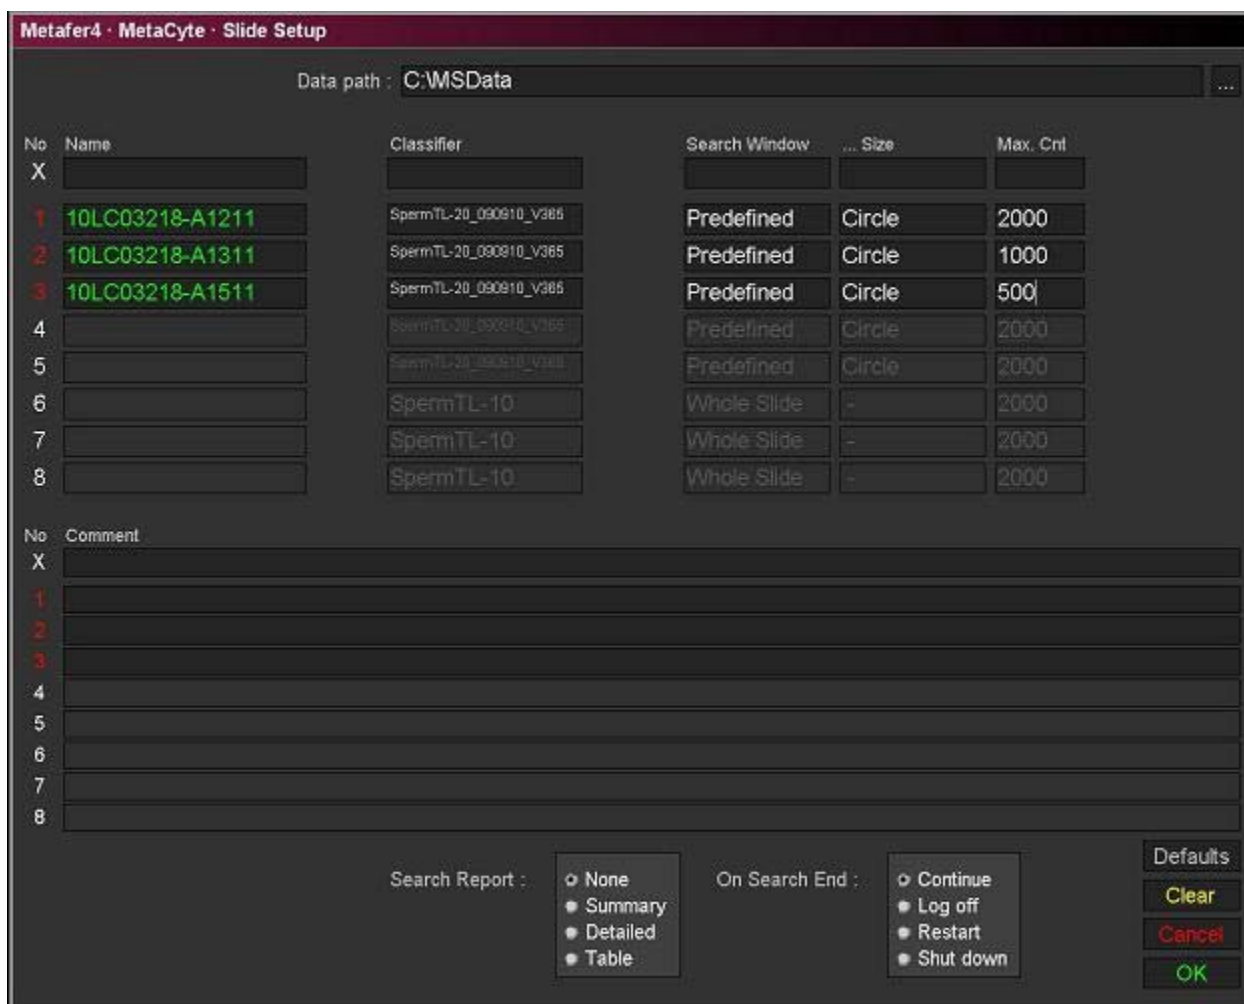 Metafer4 · MetaCyte · Slide Setup
Data path : C:\MSData ...
No Name Classifier Search Window ... Size Max. Cnt
X
1 10LC03218-A1211 SpermTL-20_090910_V365 Predefined Circle 2000
2 10LC03218-A1311 SpermTL-20_090910_V365 Predefined Circle 1000
3 10LC03218-A1511 SpermTL-20_090910_V365 Predefined Circle 500
4 SpermTL-20_090910_V365 Predefined Circle 2000
5 SpermTL-20_090910_V365 Predefined Circle 2000
6 SpermTL-10 Whole Slide - 2000
7 SpermTL-10 Whole Slide - 2000
8 SpermTL-10 Whole Slide - 2000
No Comment
X
1
2
3
4
5
6
7
8
Search Report : None
Summary
Detailed
Table
On Search End : Continue
Log off
Restart
Shut down
Defaults
Clear
Cancel
OK